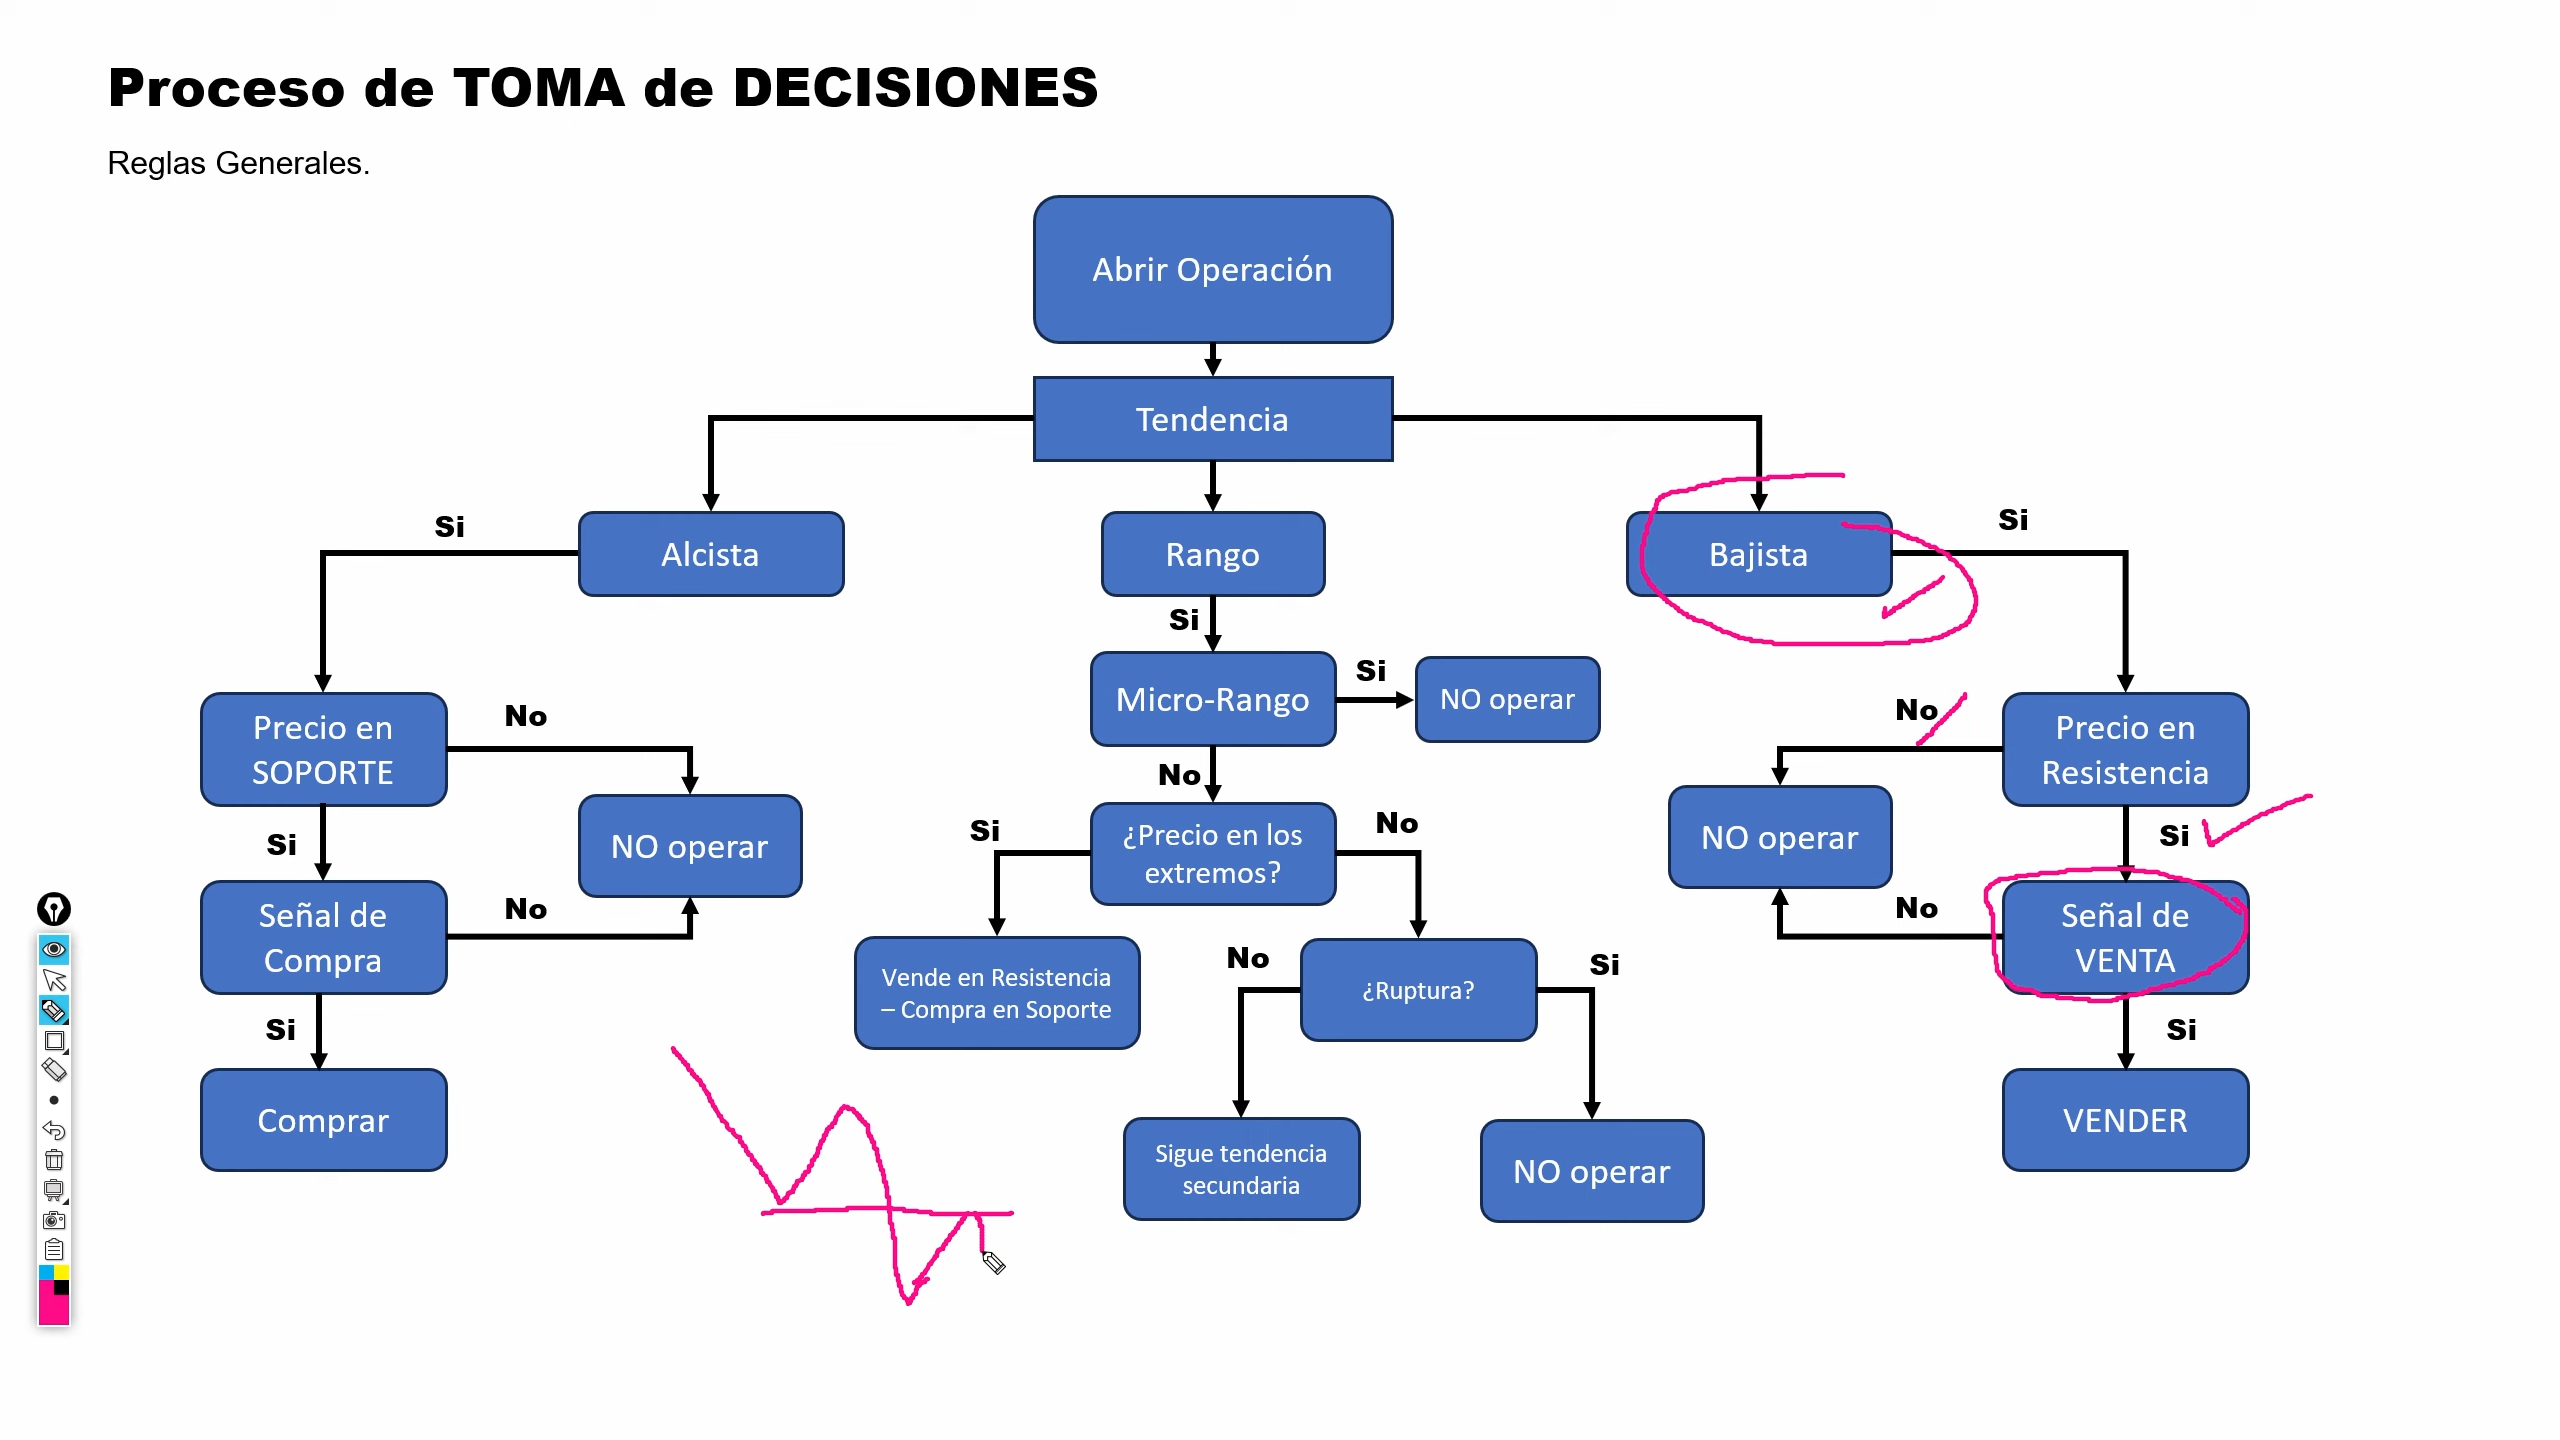 Proceso de TOMA de DECISIONES
Reglas Generales.
Abrir Operación
Tendencia
Si
Alcista
Rango
Bajista
Si
Si
Precio en
SOPORTE
No
Micro-Rango
Si
NO operar
No
Precio en
Resistencia
Si
NO operar
No
Si
¿Precio en los
extremos?
No
NO operar
Si
Señal de
Compra
No
Vende en Resistencia
– Compra en Soporte
No
¿Ruptura?
Si
No
Señal de
VENTA
Si
Comprar
Sigue tendencia
secundaria
NO operar
Si
VENDER